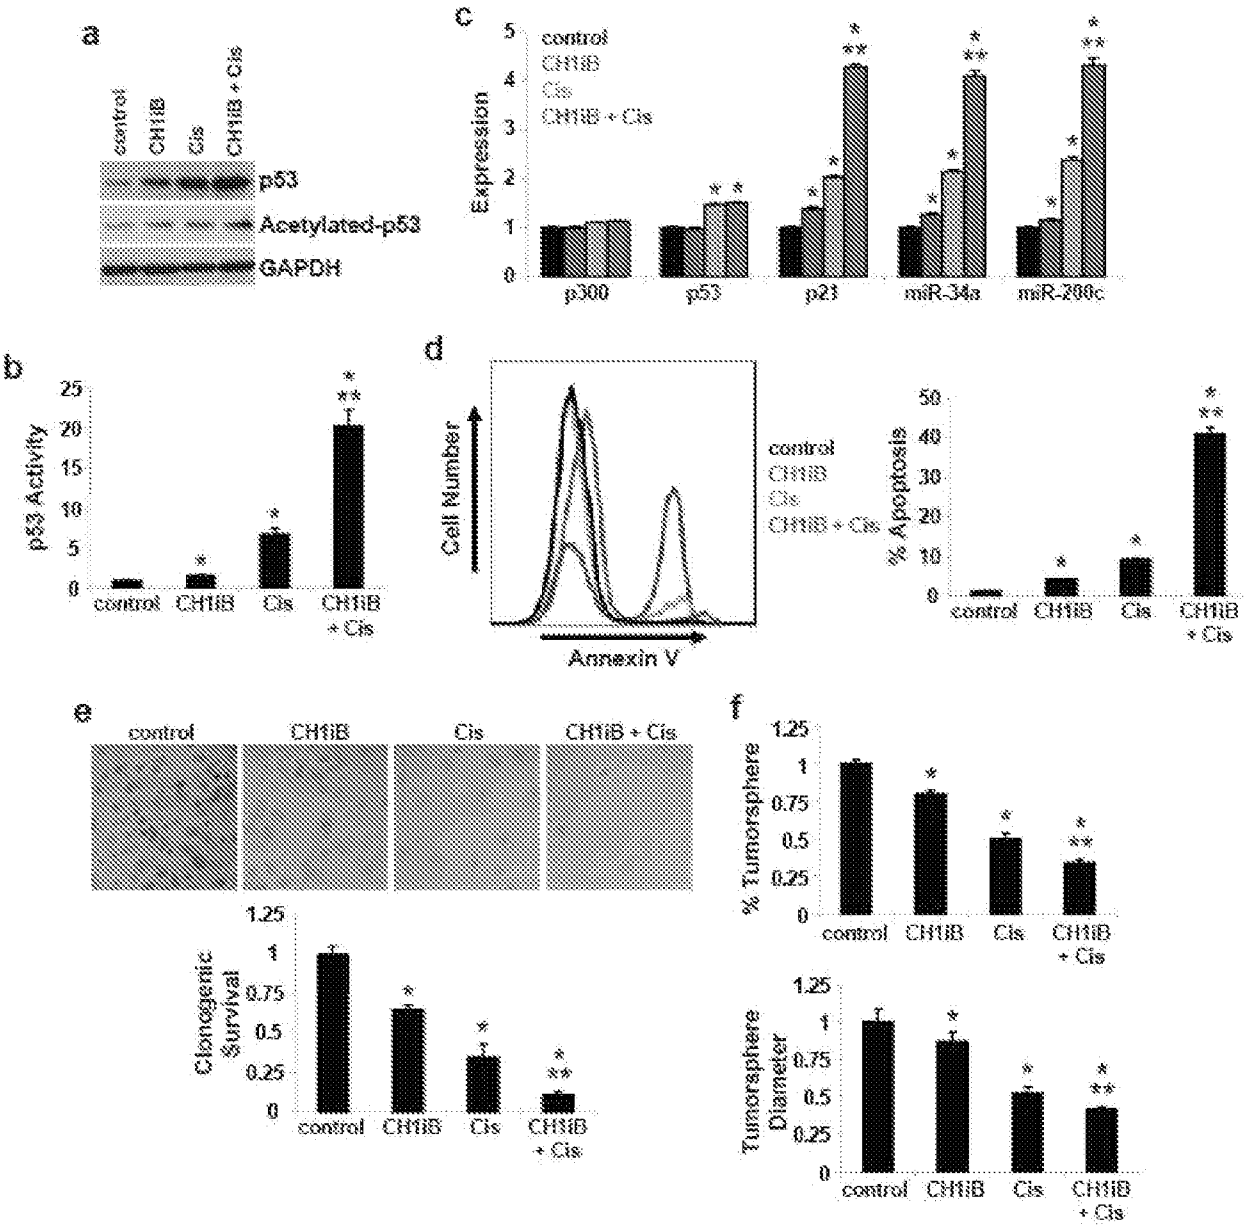 a
control
CH1iB
Cis
CH1iB + Cis
p53
Acetylated-p53
GAPDH
c
Expression
5
4
3
2
1
0
control
CH1iB
Cis
CH1iB + Cis
*
**
*
**
*
**
* *
* *
* *
* *
p300 p53 p21 miR-34a miR-200c
b
p53 Activity
25
20
15
10
5
0
*
*
*
**
control CH1iB Cis CH1iB
+ Cis
d
Cell Number
Annexin V
control
CH1iB
Cis
CH1iB + Cis
% Apoptosis
50
40
30
20
10
0
*
*
*
**
control CH1iB Cis CH1iB
+ Cis
e
control CH1iB Cis CH1iB + Cis
Clonogenic
Survival
1.25
1
0.75
0.5
0.25
0
*
*
*
**
control CH1iB Cis CH1iB
+ Cis
f
% Tumorsphere
1.25
1
0.75
0.5
0.25
0
*
*
*
**
control CH1iB Cis CH1iB
+ Cis
Tumorsphere
Diameter
1.25
1
0.75
0.5
0.25
0
*
*
*
**
control CH1iB Cis CH1iB
+ Cis